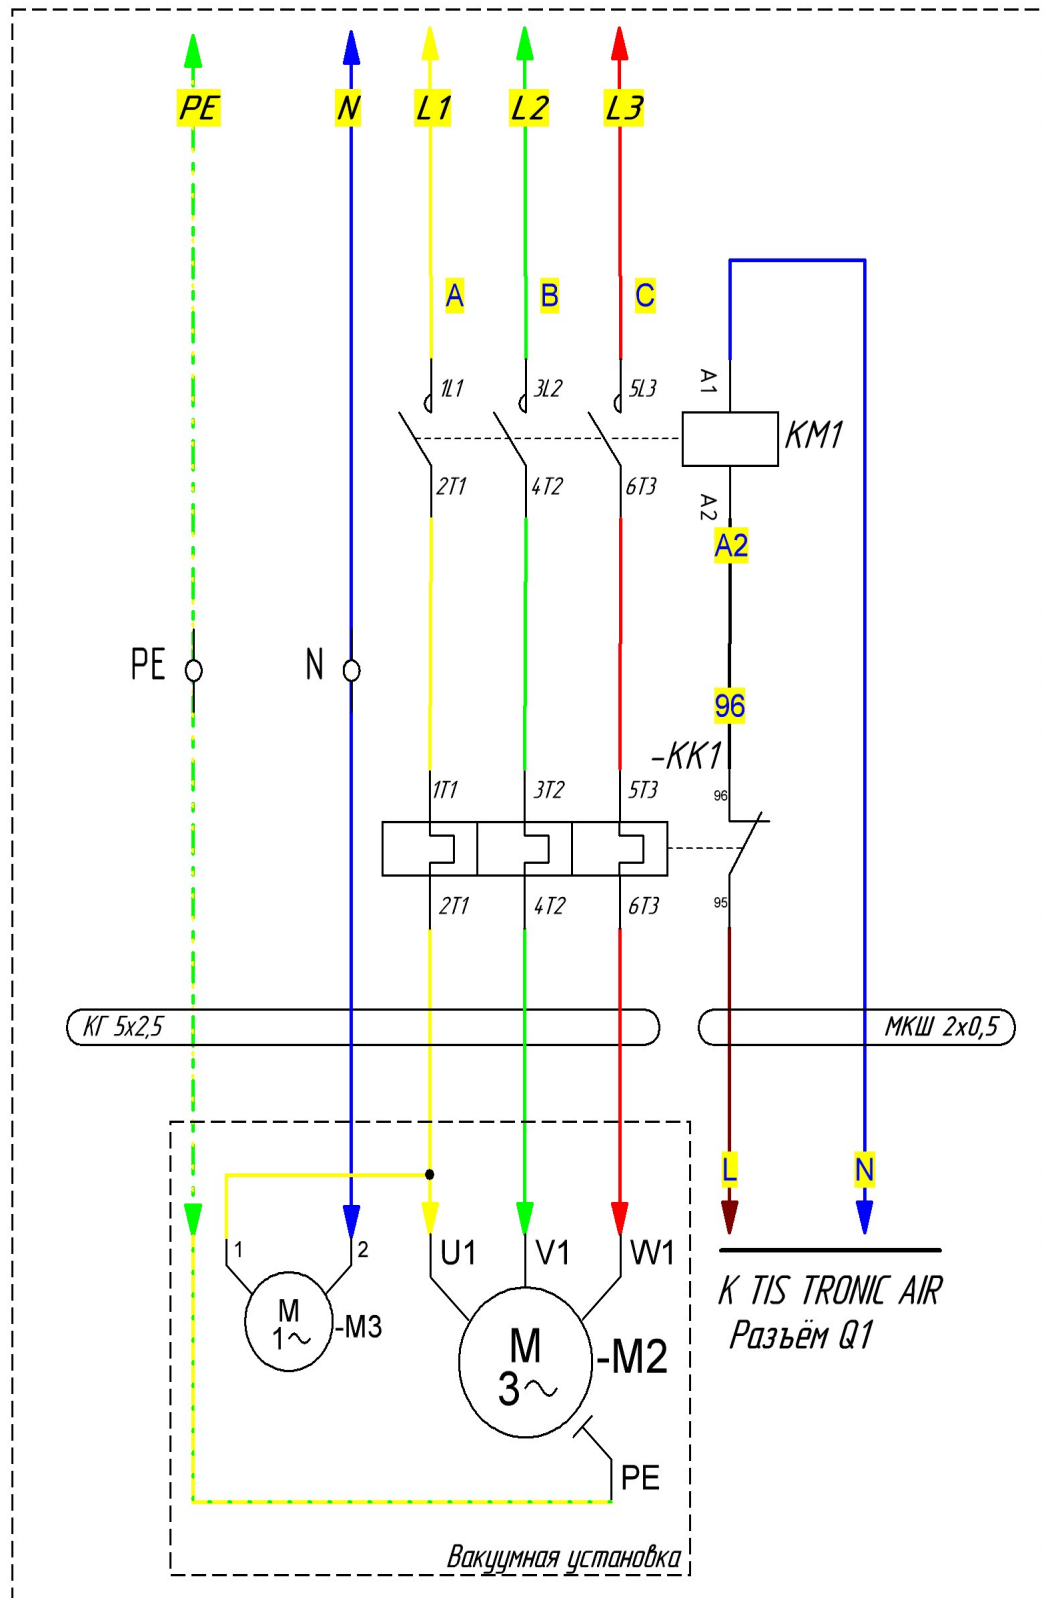 PE N L1 L2 L3
A B C
1L1 3L2 5L3 A1
KM1
2T1 4T2 6T3 A2
A2
PE N
96
-KK1
1T1 3T2 5T3 96
2T1 4T2 6T3 95
КГ 5х2,5 МКШ 2х0,5
L N
1 2 U1 V1 W1
К TIS TRONIC AIR
Разъём Q1
M
1~
-M3
M
3~
-M2
PE
Вакуумная установка